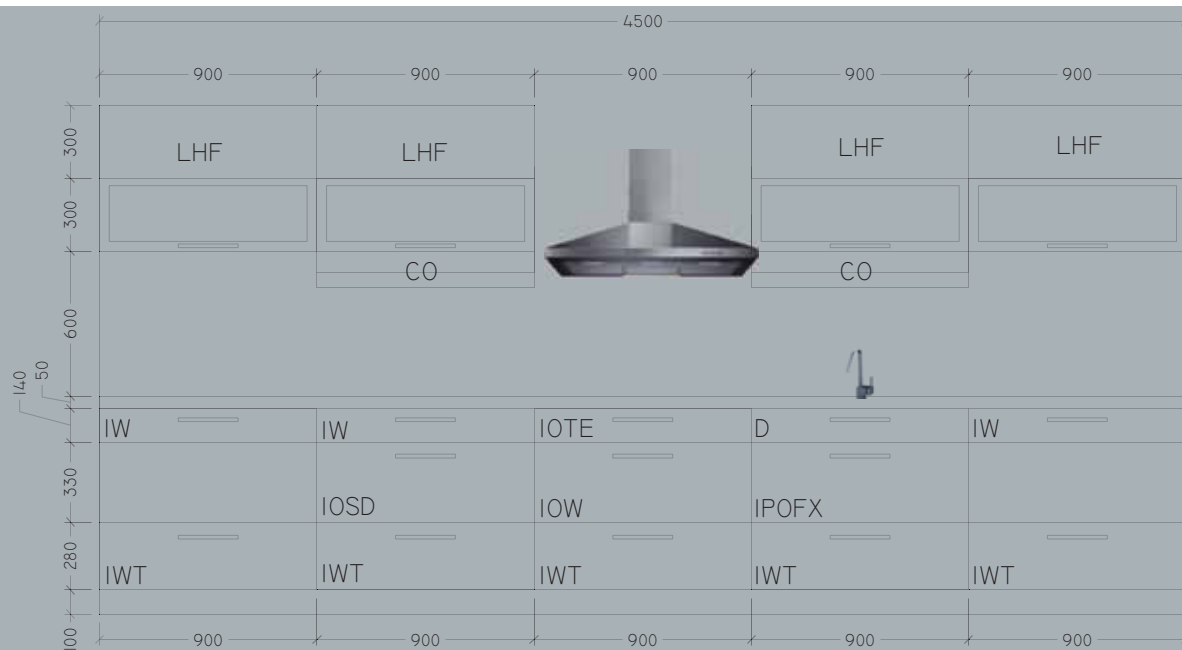 4500
900 900 900 900 900
300
LHF LHF LHF LHF
300
CO CO
600
50
140
IW IW IOTE D IW
330
IOSD IOW IPOFX
280
IWT IWT IWT IWT IWT
100
900 900 900 900 900